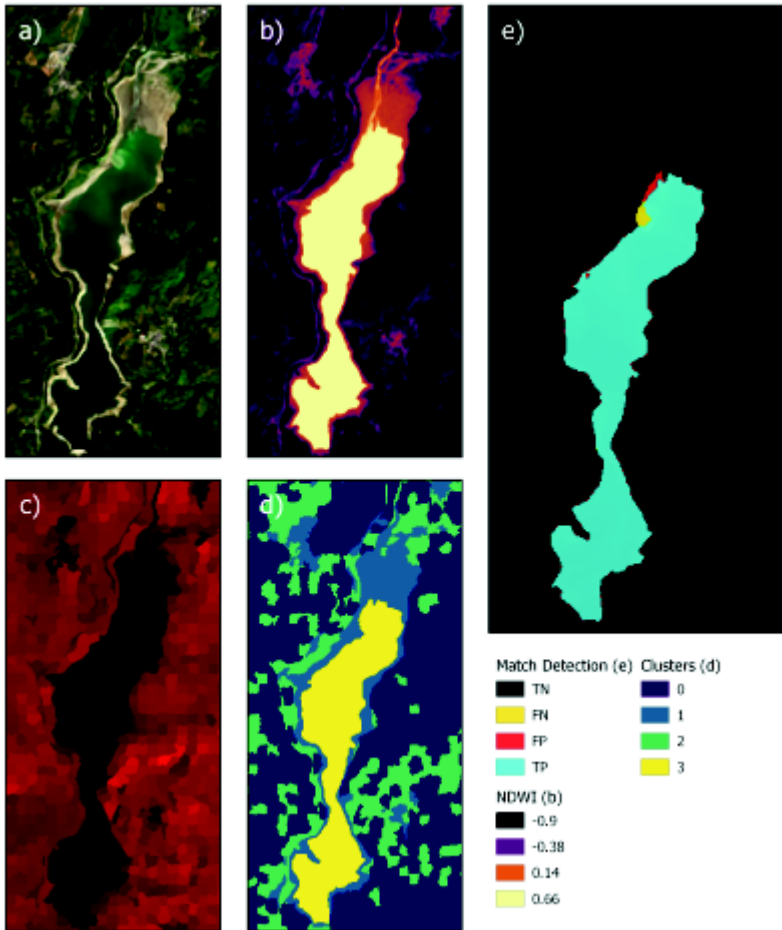 a)
b)
e)
c)
d)
Match Detection (e)
TN
FN
FP
TP
Clusters (d)
0
1
2
3
NDWI (b)
-0.9
-0.38
0.14
0.66